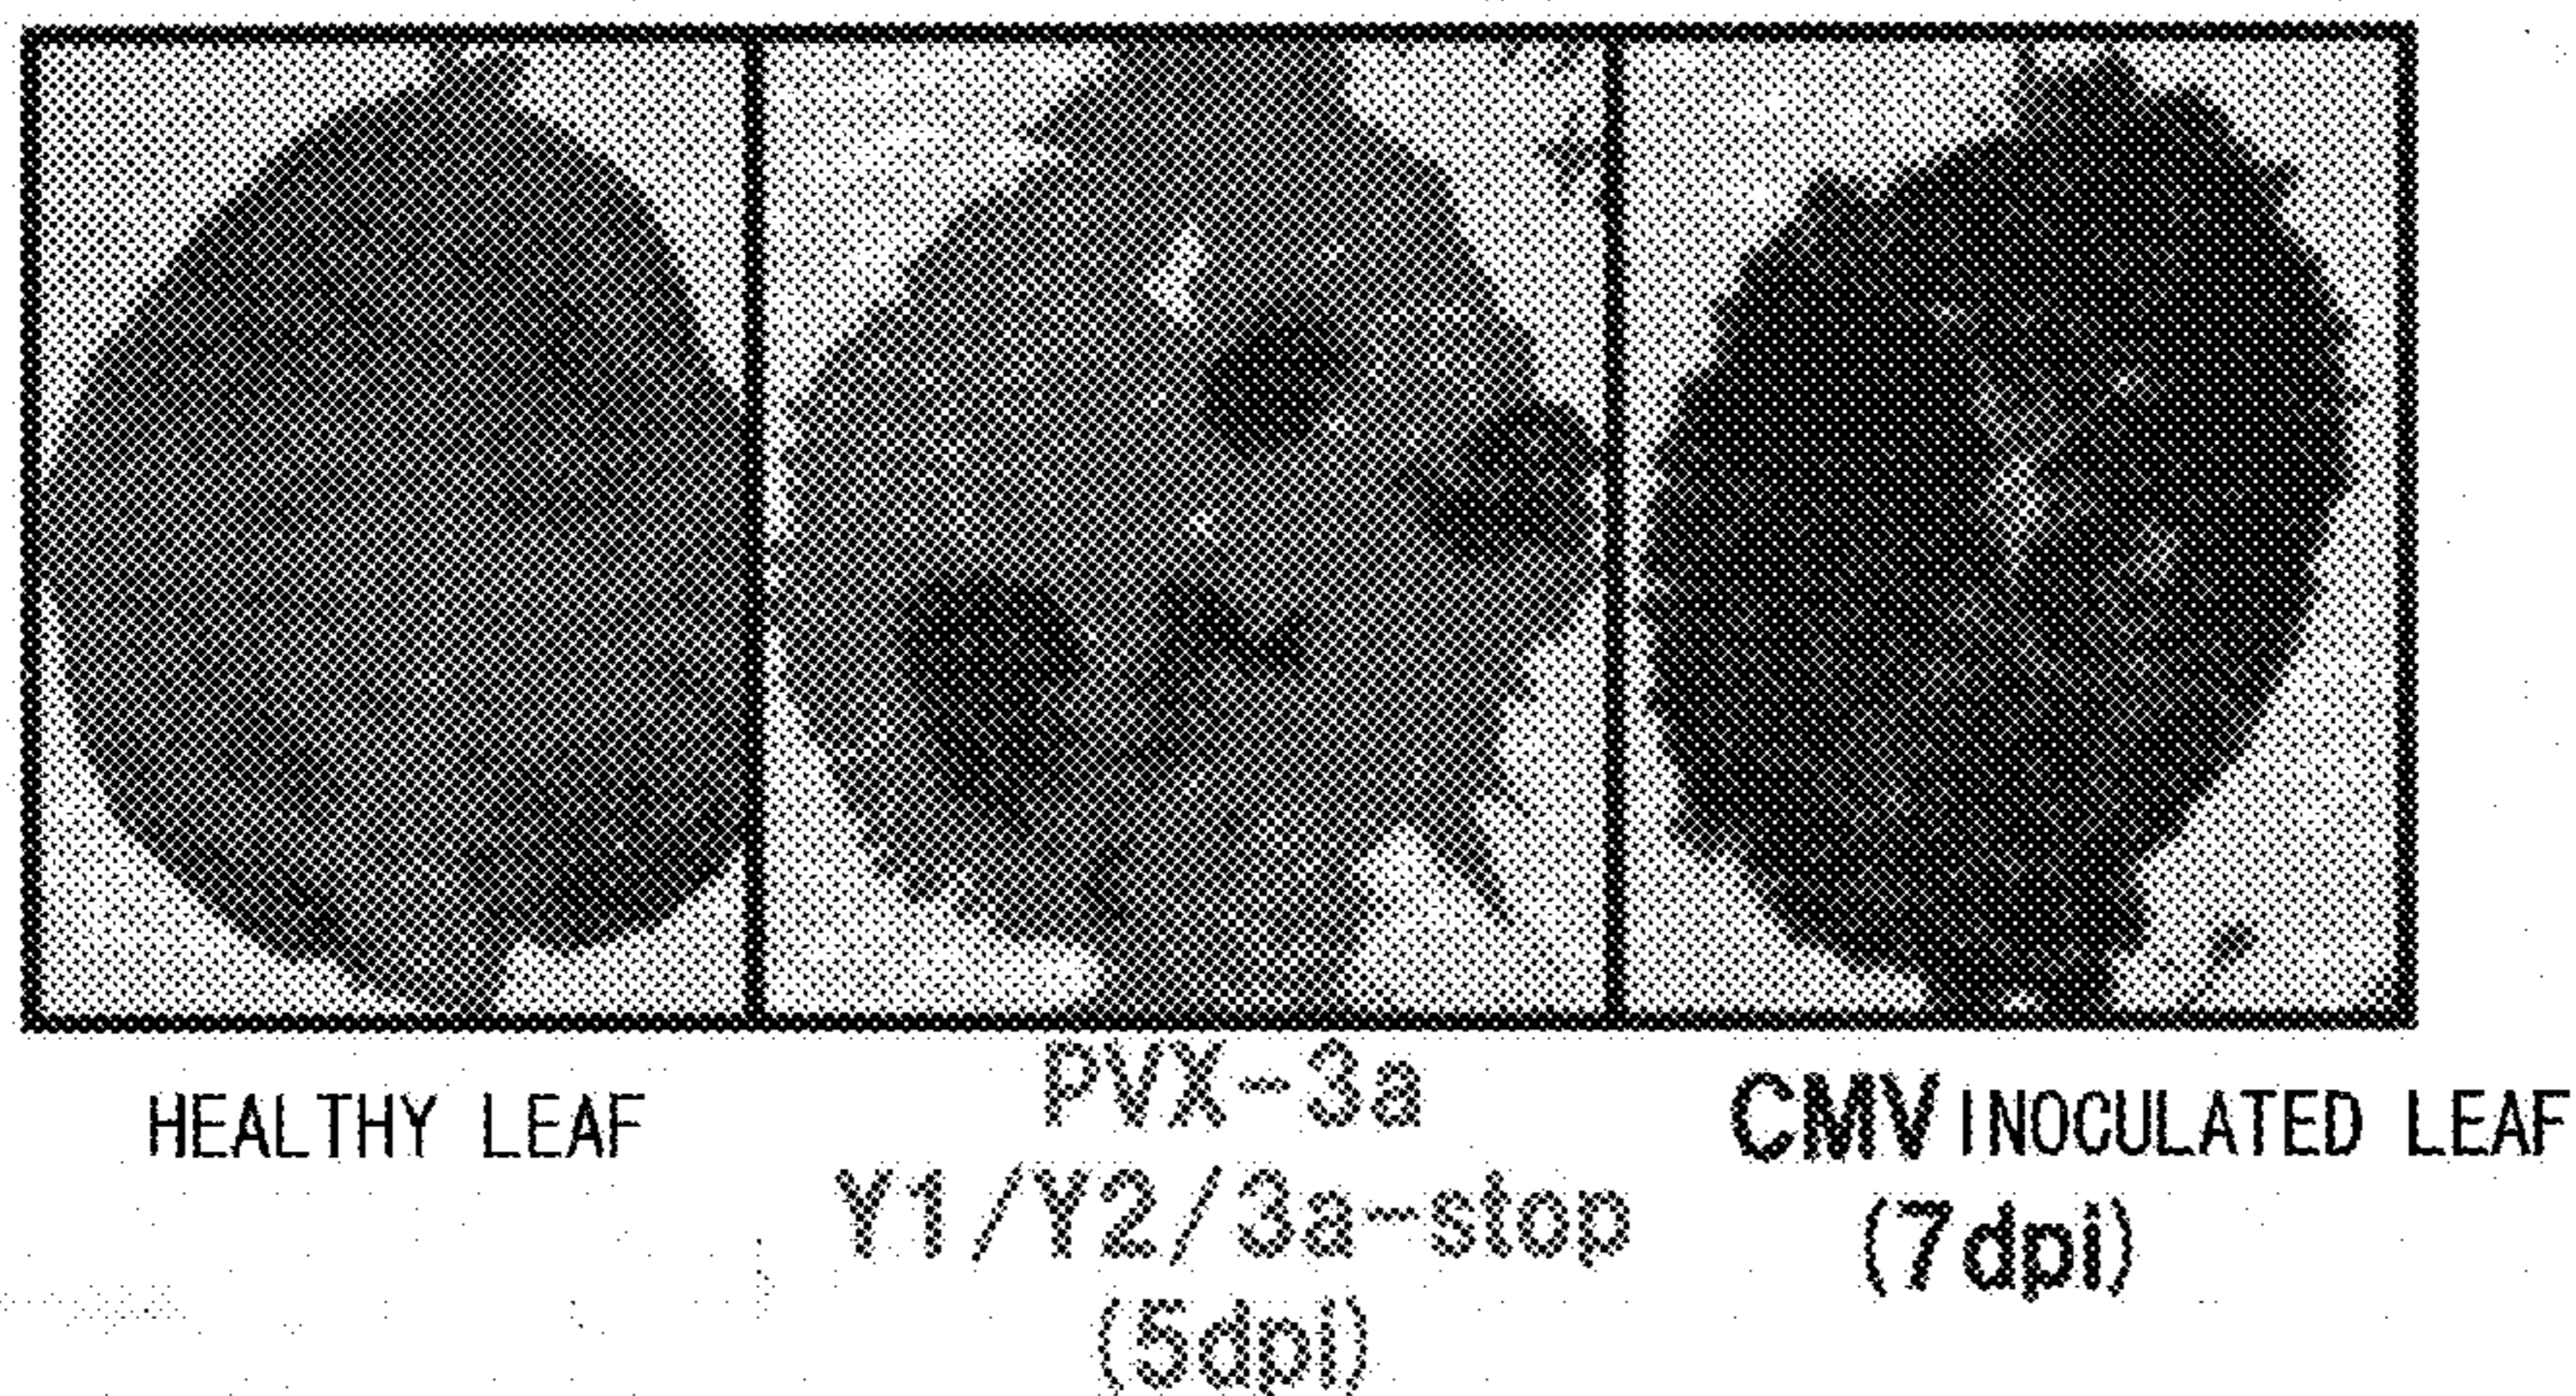 HEALTHY LEAF
PVX-3a
Y1/Y2/3a-stop
(5dpi)
CMV INOCULATED LEAF
(7dpi)